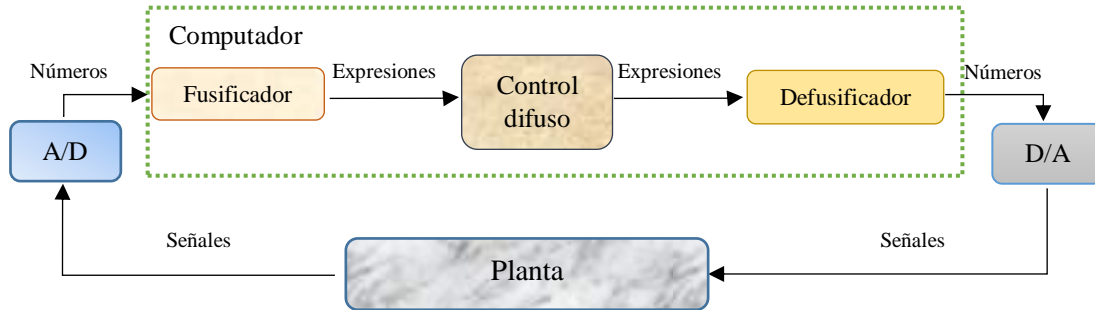 Computador
Números
Expresiones
Expresiones
Números
Fusificador
Control
difuso
Defusificador
A/D
D/A
Señales
Señales
Planta